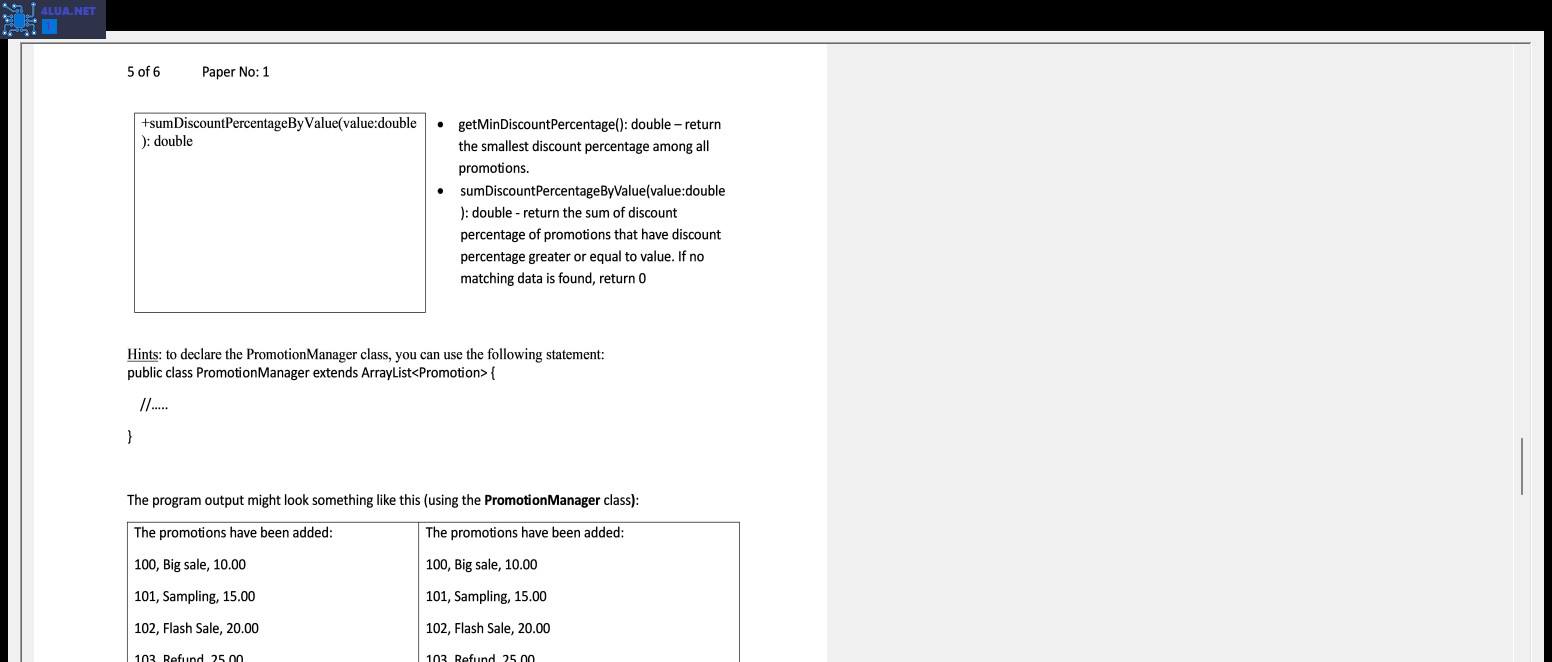 4LUA.NET
5 of 6 Paper No: 1
+sumDiscountPercentageByValue(value:double
): double
• getMinDiscountPercentage(): double – return
the smallest discount percentage among all
promotions.
• sumDiscountPercentageByValue(value:double
): double - return the sum of discount
percentage of promotions that have discount
percentage greater or equal to value. If no
matching data is found, return 0
Hints: to declare the PromotionManager class, you can use the following statement:
public class PromotionManager extends ArrayList<Promotion> {
//.....
}
The program output might look something like this (using the PromotionManager class):
The promotions have been added:
100, Big sale, 10.00
101, Sampling, 15.00
102, Flash Sale, 20.00
103, Refund, 25.00
The promotions have been added:
100, Big sale, 10.00
101, Sampling, 15.00
102, Flash Sale, 20.00
103, Refund, 25.00